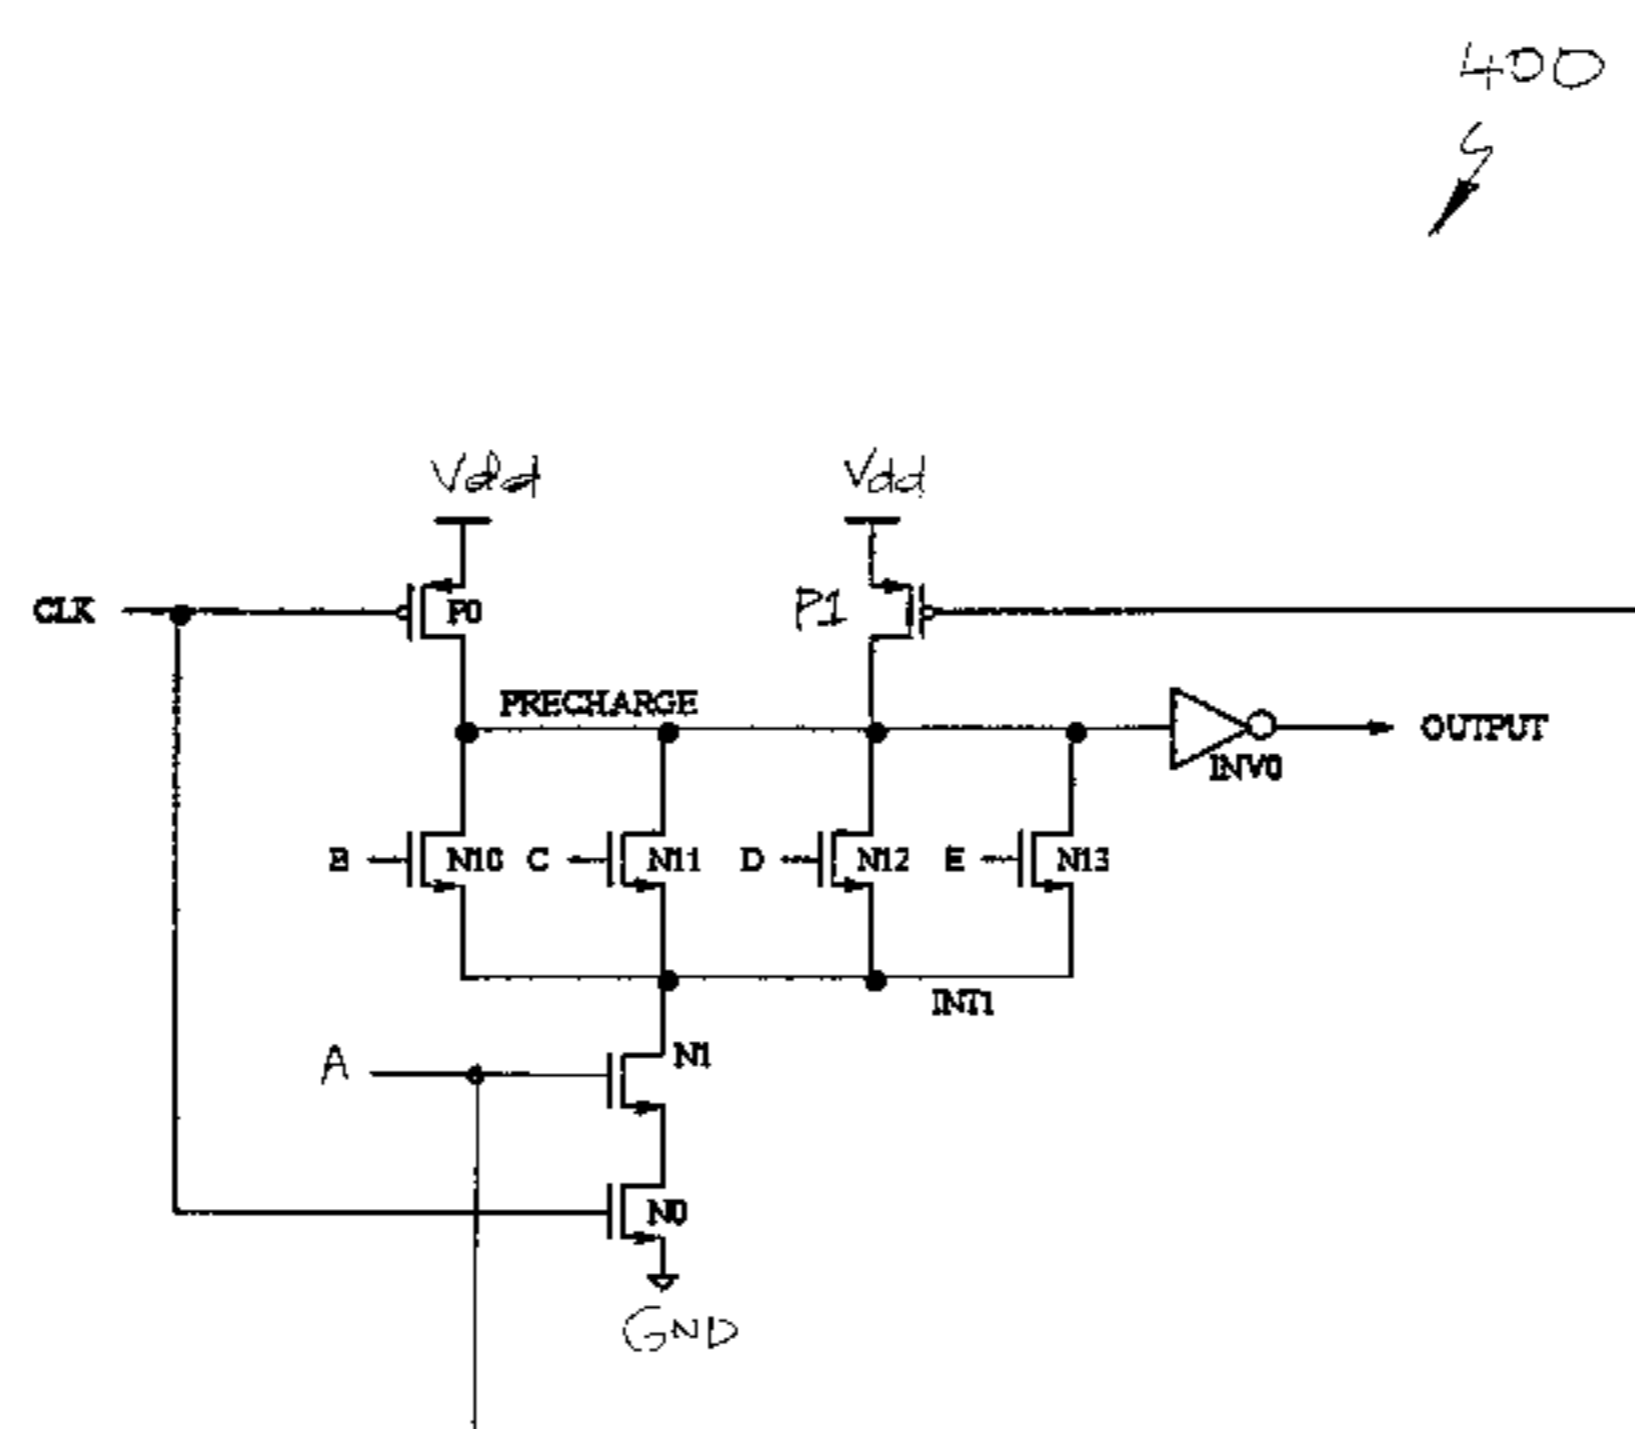 400
Vdd Vdd
CLK P0 P1
PRECHARGE
OUTPUT
INV0
B N10 C N11 D N12 E N13
INT1
A N1
N0
GND